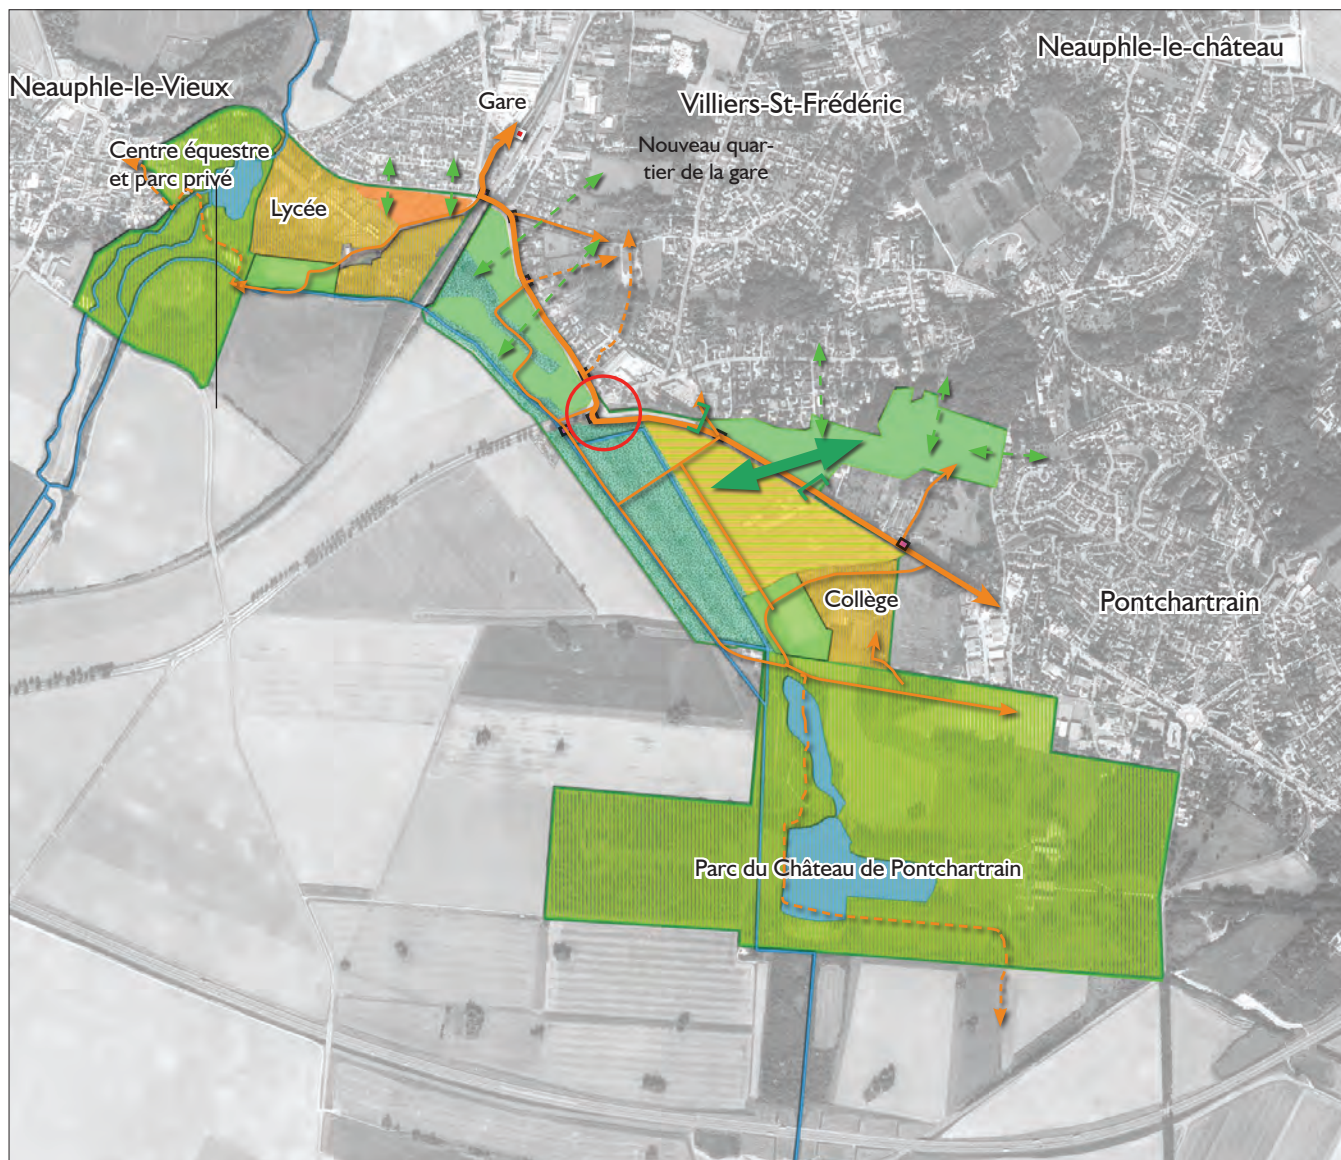 Neauphle-le-château
Neauphle-le-Vieux
Gare
Villiers-St-Frédéric
Nouveau quar-
tier de la gare
Centre équestre
et parc privé
Lycée
Collège
Pontchartrain
Parc du Château de Pontchartrain